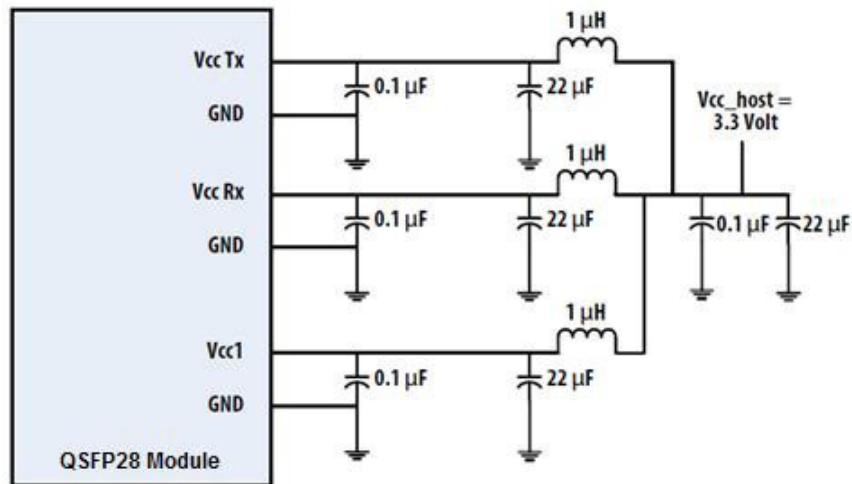 1 µH
Vcc Tx
0.1 µF
22 µF
GND
Vcc_host =
3.3 Volt
1 µH
Vcc Rx
0.1 µF
22 µF
0.1 µF
22 µF
GND
1 µH
Vcc1
0.1 µF
22 µF
GND
QSFP28 Module